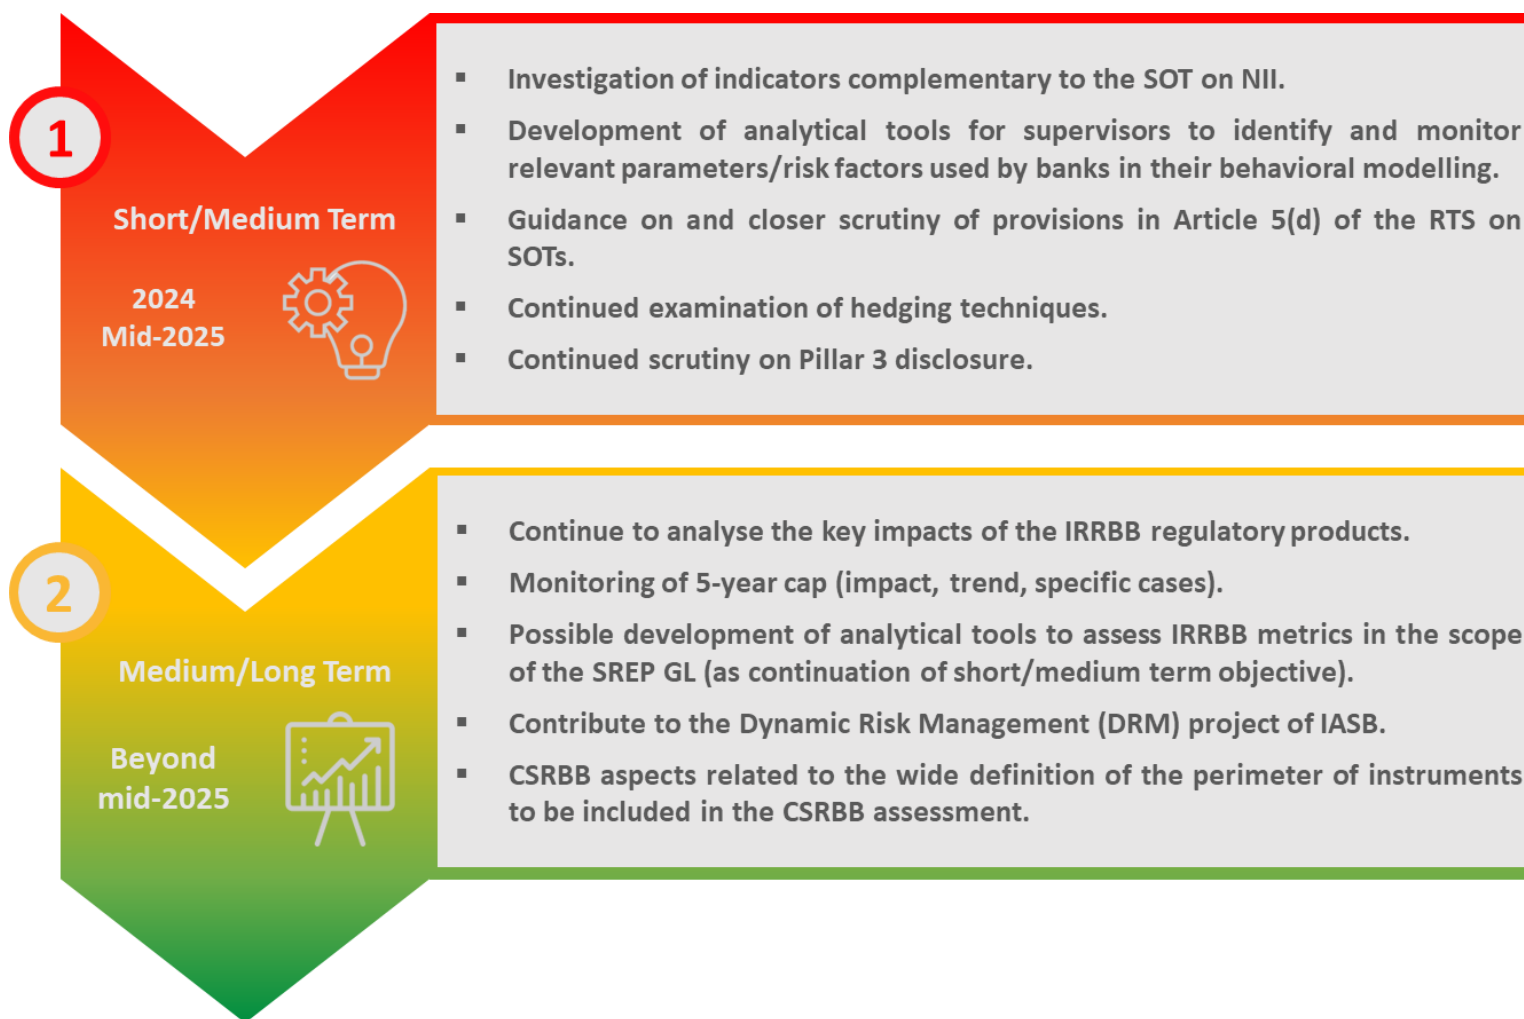 1
Short/Medium Term
2024
Mid-2025
▪ Investigation of indicators complementary to the SOT on NII.
▪ Development of analytical tools for supervisors to identify and monitor
relevant parameters/risk factors used by banks in their behavioral modelling.
▪ Guidance on and closer scrutiny of provisions in Article 5(d) of the RTS on
SOTs.
▪ Continued examination of hedging techniques.
▪ Continued scrutiny on Pillar 3 disclosure.
2
Medium/Long Term
Beyond
mid-2025
▪ Continue to analyse the key impacts of the IRRBB regulatory products.
▪ Monitoring of 5-year cap (impact, trend, specific cases).
▪ Possible development of analytical tools to assess IRRBB metrics in the scope
of the SREP GL (as continuation of short/medium term objective).
▪ Contribute to the Dynamic Risk Management (DRM) project of IASB.
▪ CSRBB aspects related to the wide definition of the perimeter of instruments
to be included in the CSRBB assessment.